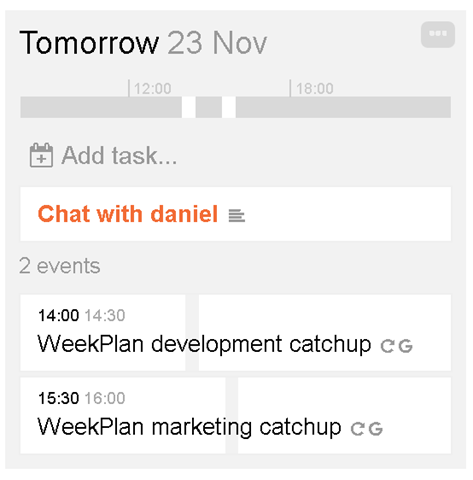 Tomorrow 23 Nov
12:00 18:00
Add task...
Chat with daniel
2 events
14:00 14:30
WeekPlan development catchup
15:30 16:00
WeekPlan marketing catchup